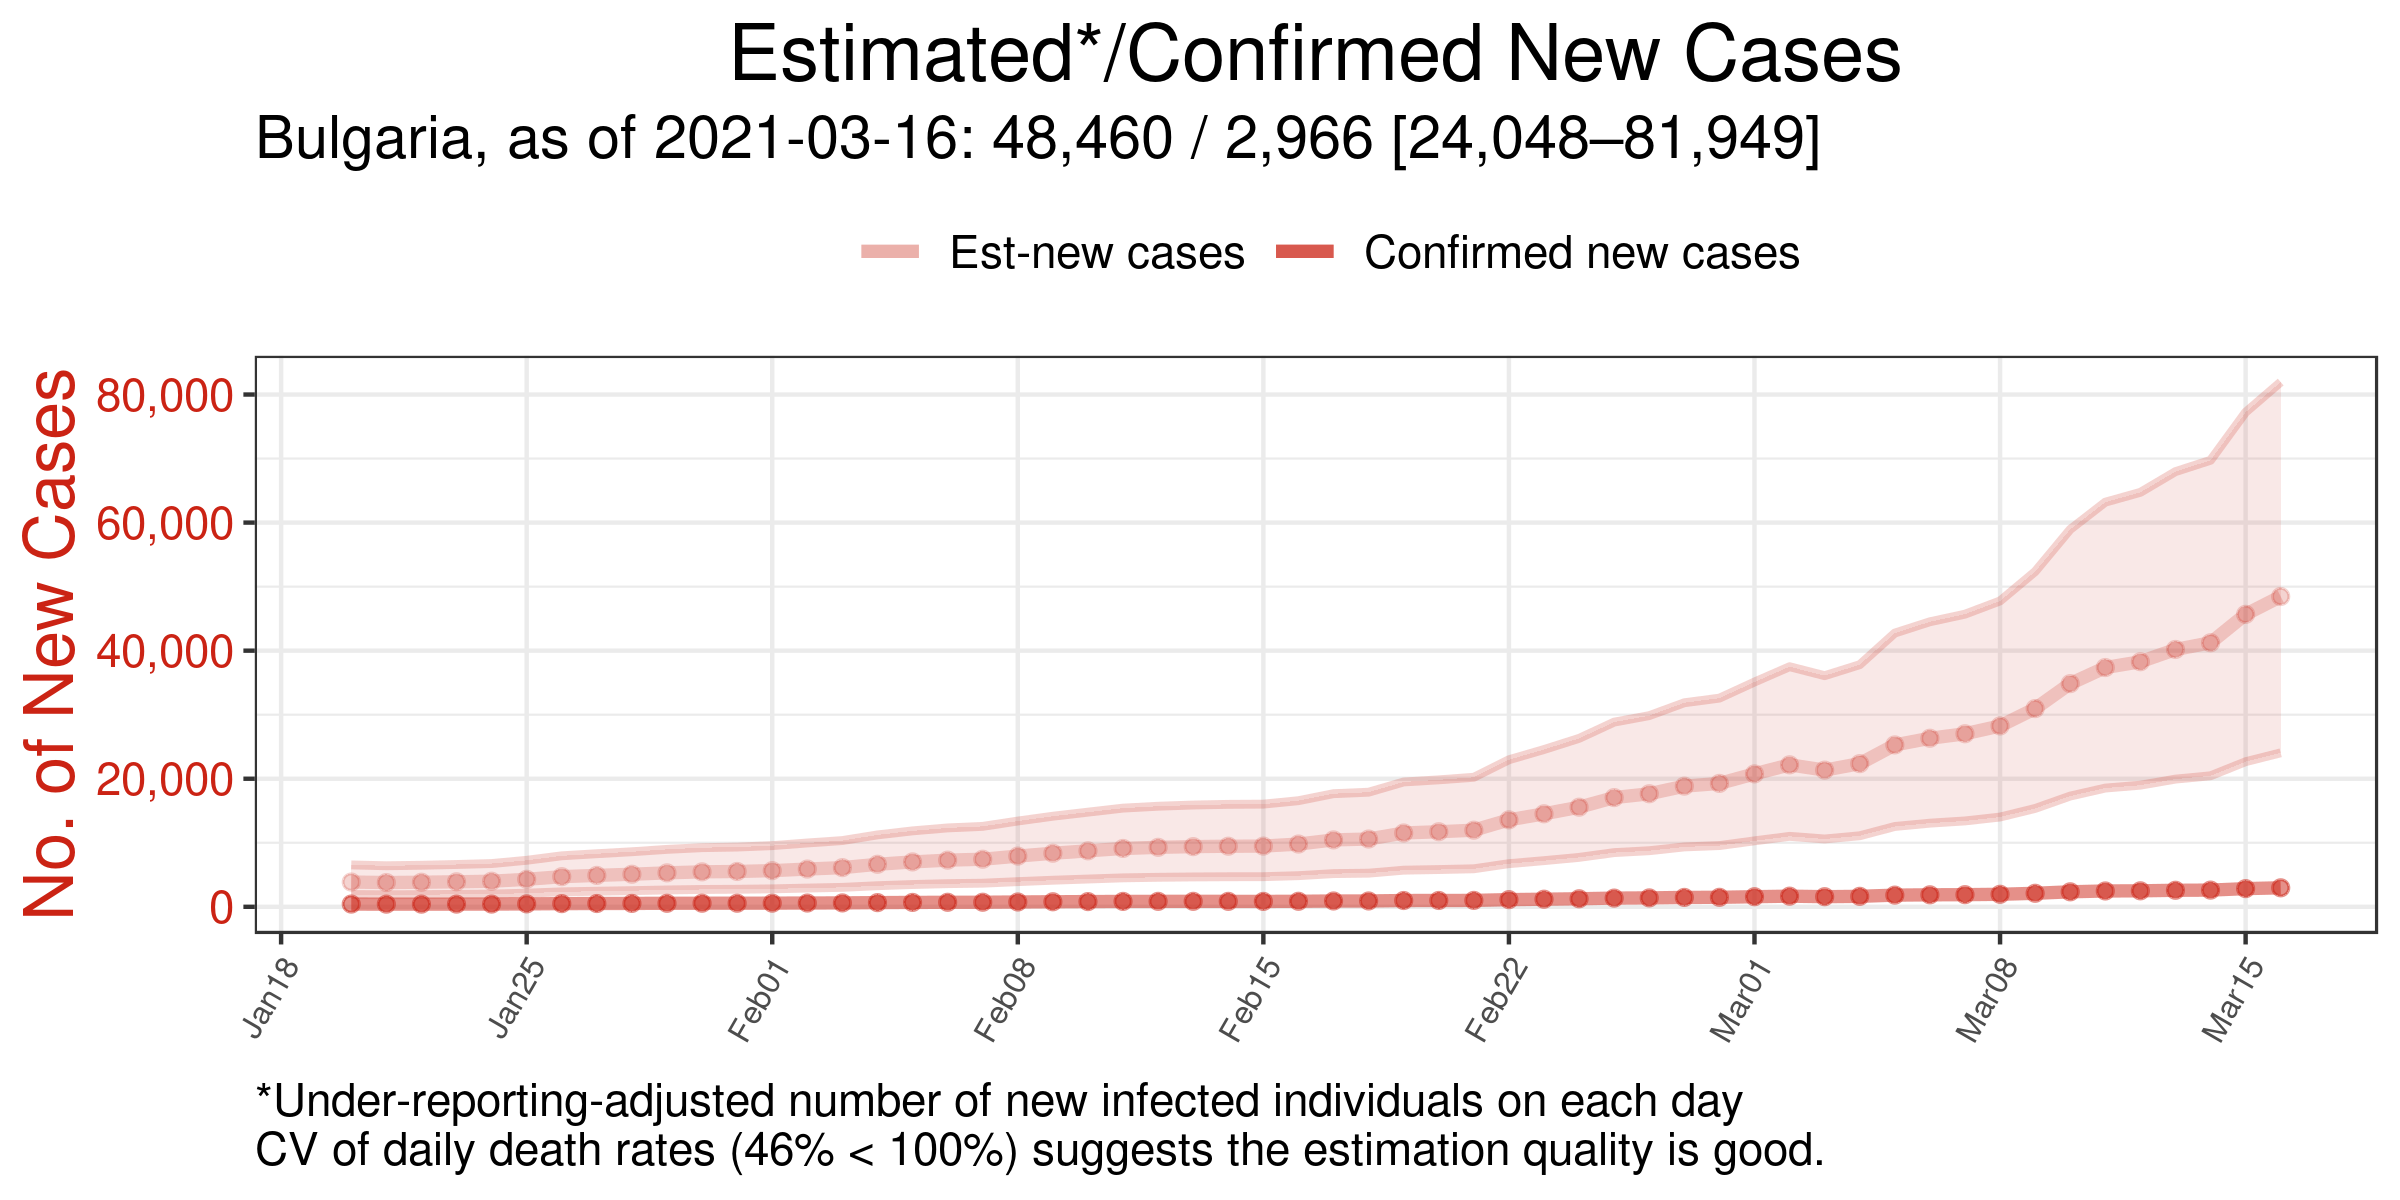 Estimated*/Confirmed New Cases
Bulgaria, as of 2021-03-16: 48,460 / 2,966 [24,048–81,949]
Est-new cases
Confirmed new cases
No. of New Cases
80,000
60,000
40,000
20,000
0
Jan18
Jan25
Feb01
Feb08
Feb15
Feb22
Mar01
Mar08
Mar15
*Under-reporting-adjusted number of new infected individuals on each day
CV of daily death rates (46% < 100%) suggests the estimation quality is good.